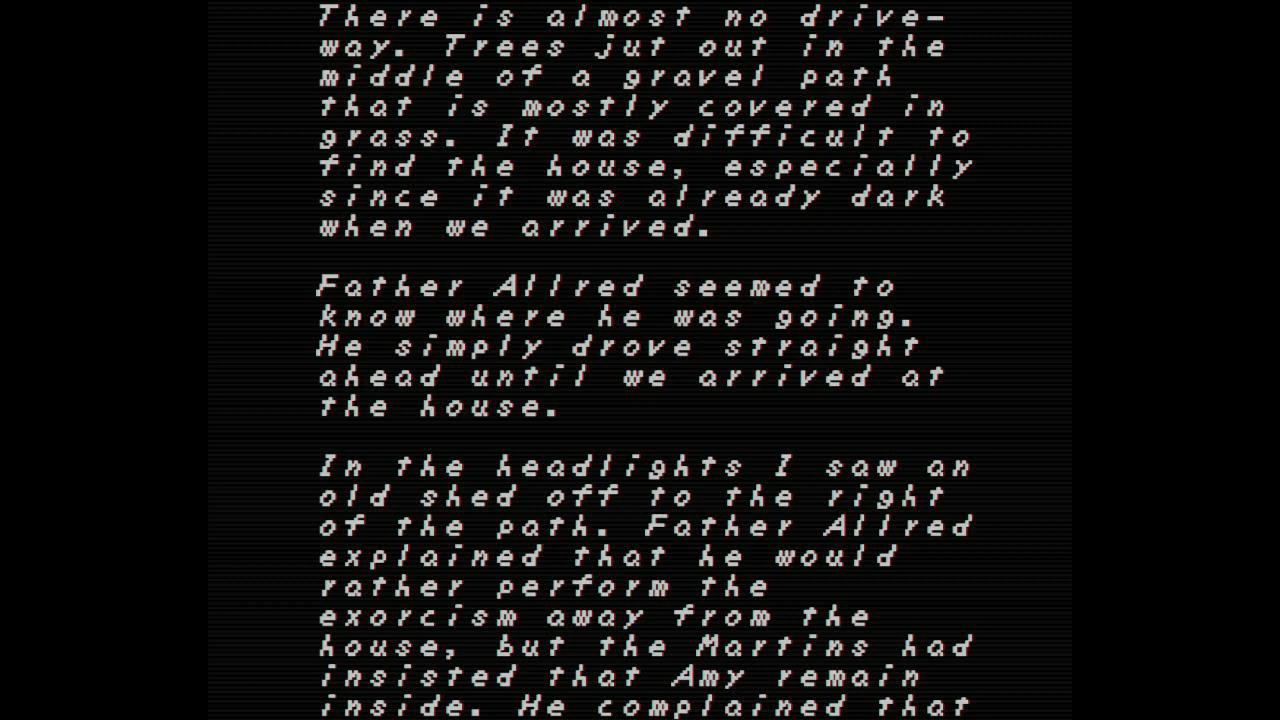 There is almost no drive-
way. Trees jut out in the
middle of a gravel path
that is mostly covered in
grass. It was difficult to
find the house, especially
since it was already dark
when we arrived.
Father Allred seemed to
know where he was going.
He simply drove straight
ahead until we arrived at
the house.
In the headlights I saw an
old shed off to the right
of the path. Father Allred
explained that he would
rather perform the
exorcism away from the
house, but the Martins had
insisted that Amy remain
inside. He complained that